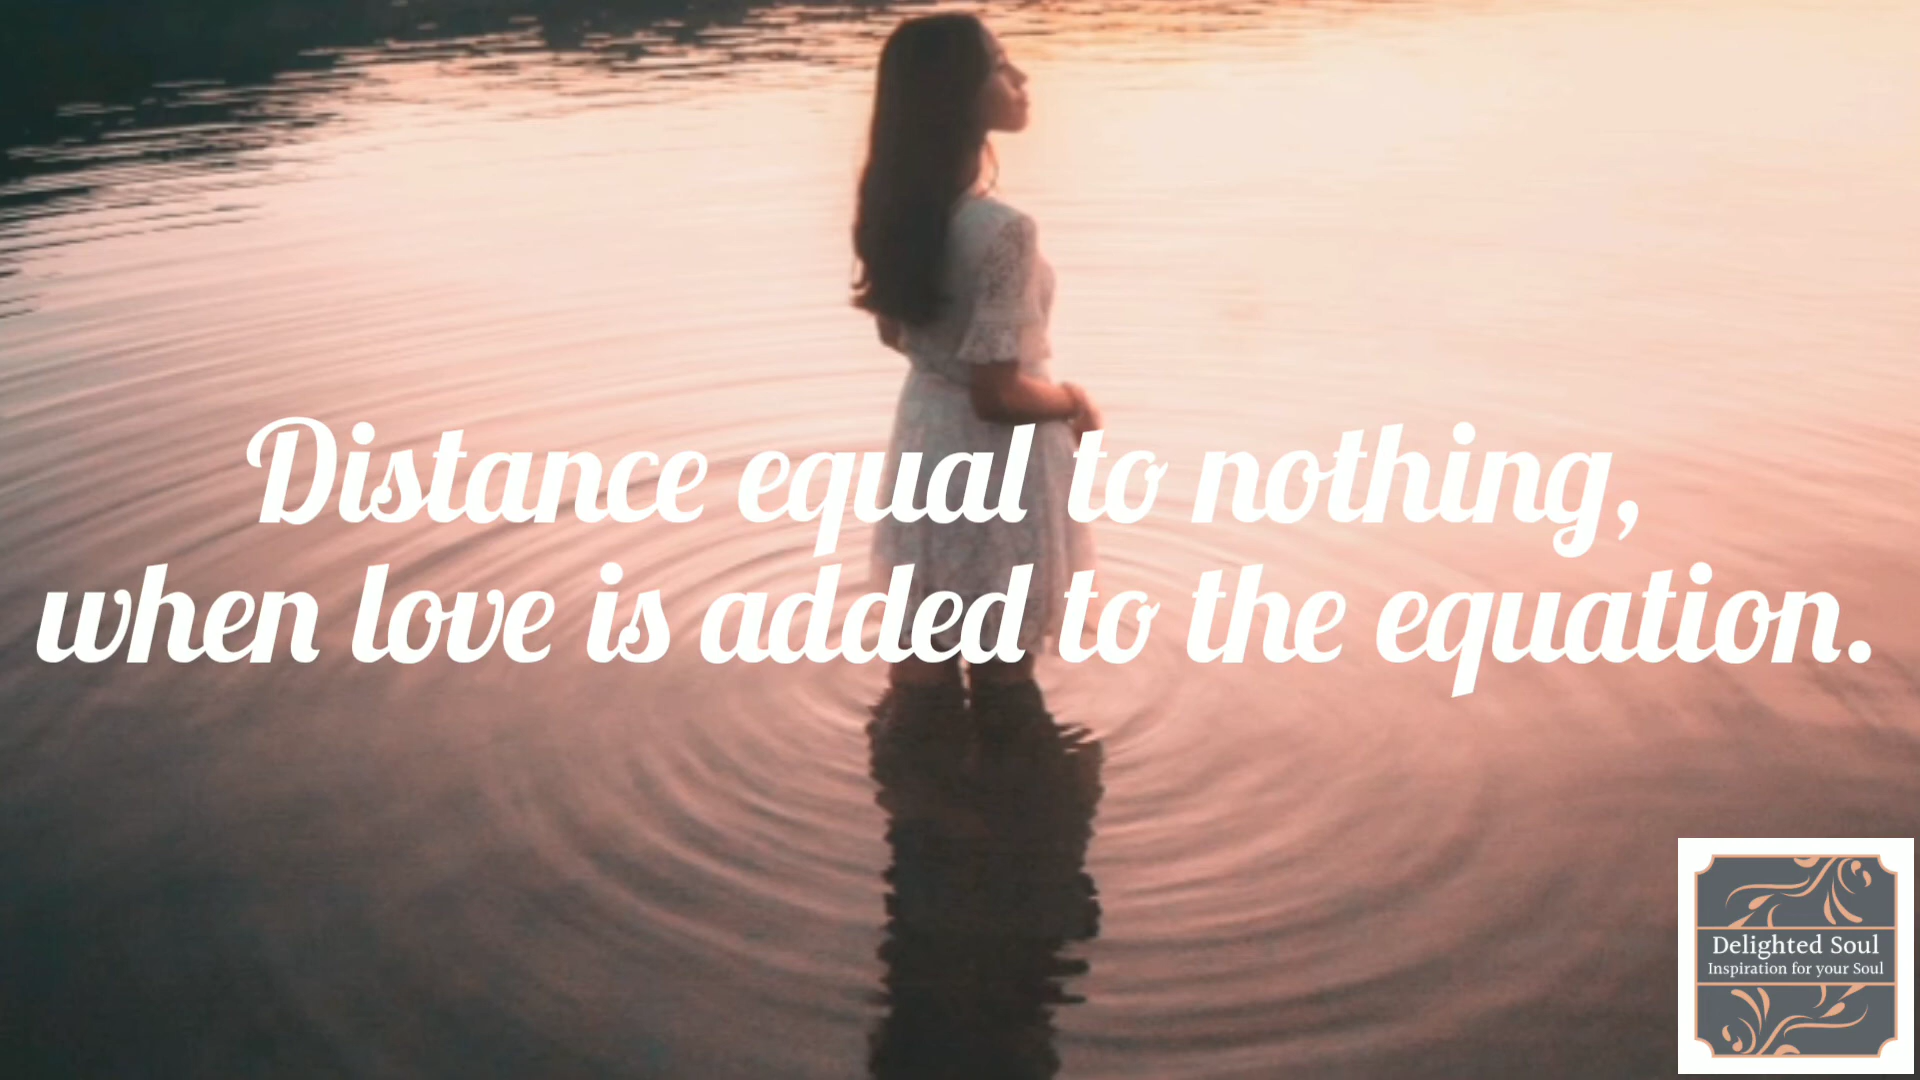 Distance equal to nothing,
when love is added to the equation.
Delighted Soul
Inspiration for your Soul